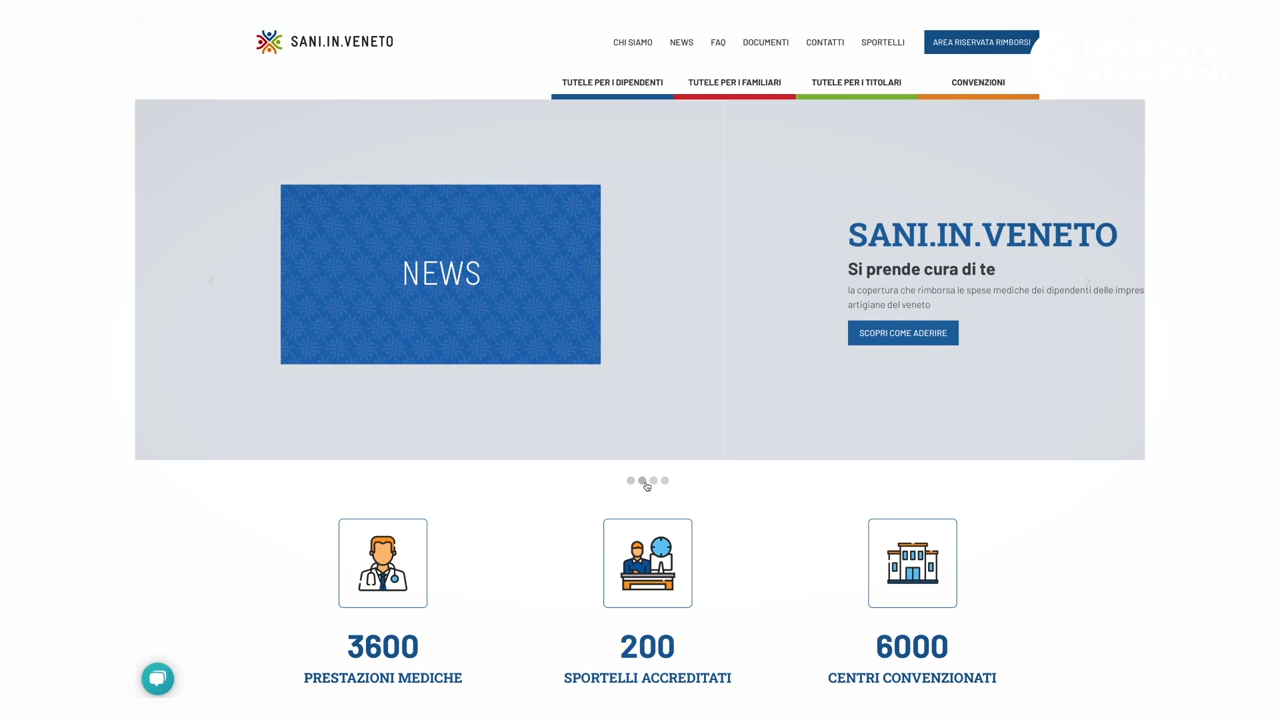 SANI.IN.VENETO
CHI SIAMO NEWS FAQ DOCUMENTI CONTATTI SPORTELLI AREA RISERVATA RIMBORSI
lavorare
al centro
TUTELE PER I DIPENDENTI TUTELE PER I FAMILIARI TUTELE PER I TITOLARI CONVENZIONI
NEWS
SANI.IN.VENETO
Si prende cura di te
la copertura che rimborsa le spese mediche dei dipendenti delle impres
artigiane del veneto
SCOPRI COME ADERIRE
3600
PRESTAZIONI MEDICHE
200
SPORTELLI ACCREDITATI
6000
CENTRI CONVENZIONATI